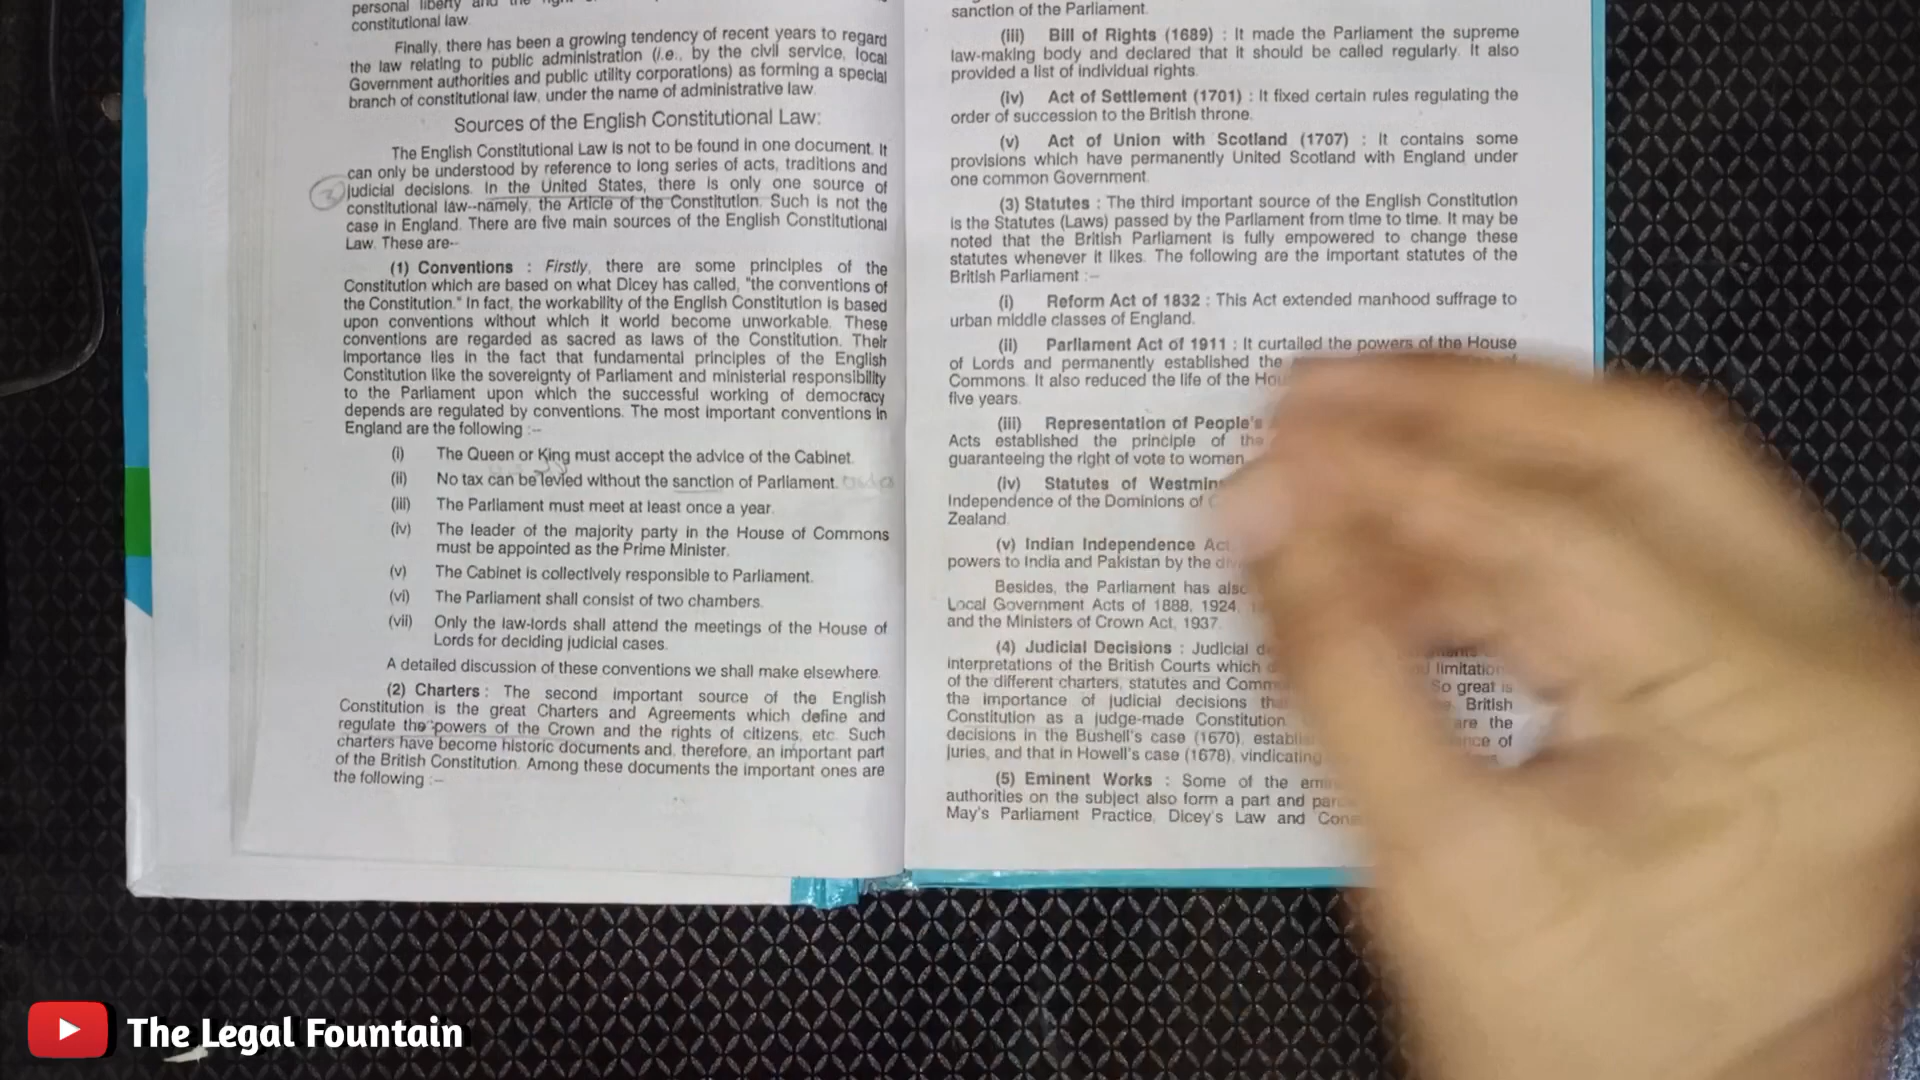 personal liberty and the
constitutional law.
Finally, there has been a growing tendency of recent years to regard
the law relating to public administration (i.e., by the civil service, local
Government authorities and public utility corporations) as forming a special
branch of constitutional law, under the name of administrative law.
Sources of the English Constitutional Law:
The English Constitutional Law is not to be found in one document. It
can only be understood by reference to long series of acts, traditions and
judicial decisions. In the United States, there is only one source of
constitutional law--namely, the Article of the Constitution. Such is not the
case in England. There are five main sources of the English Constitutional
Law. These are--
(1) Conventions : Firstly, there are some principles of the
Constitution which are based on what Dicey has called, "the conventions of
the Constitution." In fact, the workability of the English Constitution is based
upon conventions without which it world become unworkable. These
conventions are regarded as sacred as laws of the Constitution. Their
importance lies in the fact that fundamental principles of the English
Constitution like the sovereignty of Parliament and ministerial responsibility
to the Parliament upon which the successful working of democracy
depends are regulated by conventions. The most important conventions in
England are the following :--
(i) The Queen or King must accept the advice of the Cabinet.
(ii) No tax can be levied without the sanction of Parliament.
(iii) The Parliament must meet at least once a year.
(iv) The leader of the majority party in the House of Commons
must be appointed as the Prime Minister.
(v) The Cabinet is collectively responsible to Parliament.
(vi) The Parliament shall consist of two chambers.
(vii) Only the law-lords shall attend the meetings of the House of
Lords for deciding judicial cases.
A detailed discussion of these conventions we shall make elsewhere.
(2) Charters : The second important source of the English
Constitution is the great Charters and Agreements which define and
regulate the powers of the Crown and the rights of citizens, etc. Such
charters have become historic documents and, therefore, an important part
of the British Constitution. Among these documents the important ones are
the following :--
sanction of the Parliament.
(iii) Bill of Rights (1689) : It made the Parliament the supreme
law-making body and declared that it should be called regularly. It also
provided a list of individual rights.
(iv) Act of Settlement (1701) : It fixed certain rules regulating the
order of succession to the British throne.
(v) Act of Union with Scotland (1707) : It contains some
provisions which have permanently United Scotland with England under
one common Government.
(3) Statutes : The third important source of the English Constitution
is the Statutes (Laws) passed by the Parliament from time to time. It may be
noted that the British Parliament is fully empowered to change these
statutes whenever it likes. The following are the important statutes of the
British Parliament :--
(i) Reform Act of 1832 : This Act extended manhood suffrage to
urban middle classes of England.
(ii) Parliament Act of 1911 : It curtailed the powers of the House
of Lords and permanently established the
Commons. It also reduced the life of the
five years.
(iii) Representation of People's
Acts established the principle of the
guaranteeing the right of vote to women.
(iv) Statutes of
Independence of the Dominions of
Zealand.
(v) Indian Independence
powers to India and Pakistan by the
Besides, the Parliament has also
Local Government Acts of 1888, 1924,
and the Ministers of Crown Act, 1937.
(4) Judicial Decisions : Judicial
interpretations of the British Courts which limitation
of the different charters, statutes and So great is
the importance of judicial decisions British
Constitution as a judge-made Constitution. are the
decisions in the Bushell's case (1670), of
juries, and that in Howell's case (1678), vindicating
(5) Eminent Works : Some of the
authorities on the subject also form a part and
May's Parliament Practice, Dicey's Law and
The Legal Fountain